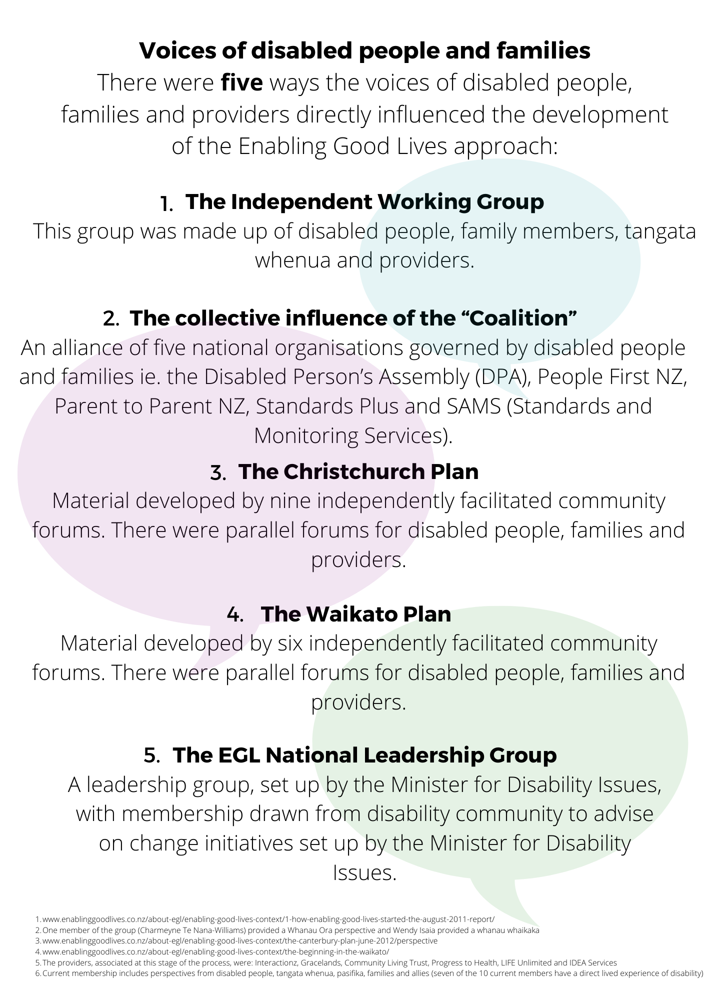 Voices of disabled people and families
There were five ways the voices of disabled people,
families and providers directly influenced the development
of the Enabling Good Lives approach:
1. The Independent Working Group
This group was made up of disabled people, family members, tangata
whenua and providers.
2. The collective influence of the “Coalition”
An alliance of five national organisations governed by disabled people
and families ie. the Disabled Person’s Assembly (DPA), People First NZ,
Parent to Parent NZ, Standards Plus and SAMS (Standards and
Monitoring Services).
3. The Christchurch Plan
Material developed by nine independently facilitated community
forums. There were parallel forums for disabled people, families and
providers.
4. The Waikato Plan
Material developed by six independently facilitated community
forums. There were parallel forums for disabled people, families and
providers.
5. The EGL National Leadership Group
A leadership group, set up by the Minister for Disability Issues,
with membership drawn from disability community to advise
on change initiatives set up by the Minister for Disability
Issues.
1. www.enablinggoodlives.co.nz/about-egl/enabling-good-lives-context/1-how-enabling-good-lives-started-the-august-2011-report/
2. One member of the group (Charmeyne Te Nana-Williams) provided a Whanau Ora perspective and Wendy Isaia provided a whanau whaikaka
3. www.enablinggoodlives.co.nz/about-egl/enabling-good-lives-context/the-canterbury-plan-june-2012/perspective
4. www.enablinggoodlives.co.nz/about-egl/enabling-good-lives-context/the-beginning-in-the-waikato/
5. The providers, associated at this stage of the process, were: Interactionz, Gracelands, Community Living Trust, Progress to Health, LIFE Unlimited and IDEA Services
6. Current membership includes perspectives from disabled people, tangata whenua, pasifika, families and allies (seven of the 10 current members have a direct lived experience of disability)